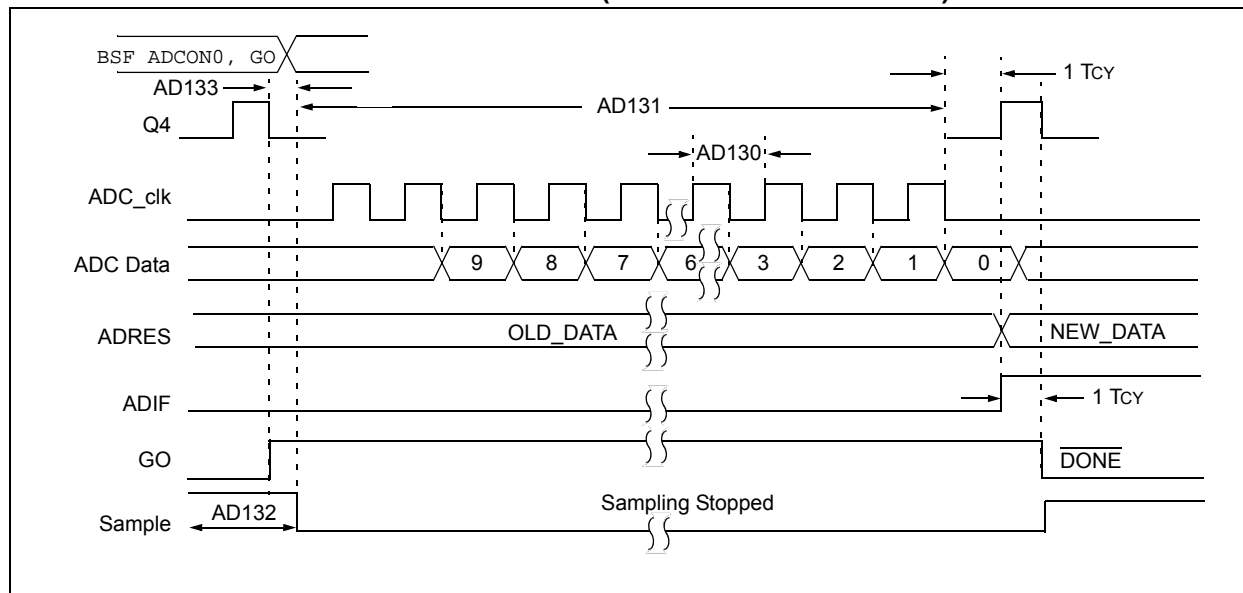 BSF ADCON0, GO
1 TCY
AD133
AD131
Q4
AD130
ADC_clk
ADC Data
9 8 7 6 3 2 1 0
ADRES
OLD_DATA
NEW_DATA
ADIF
1 TCY
GO
DONE
Sample
AD132
Sampling Stopped